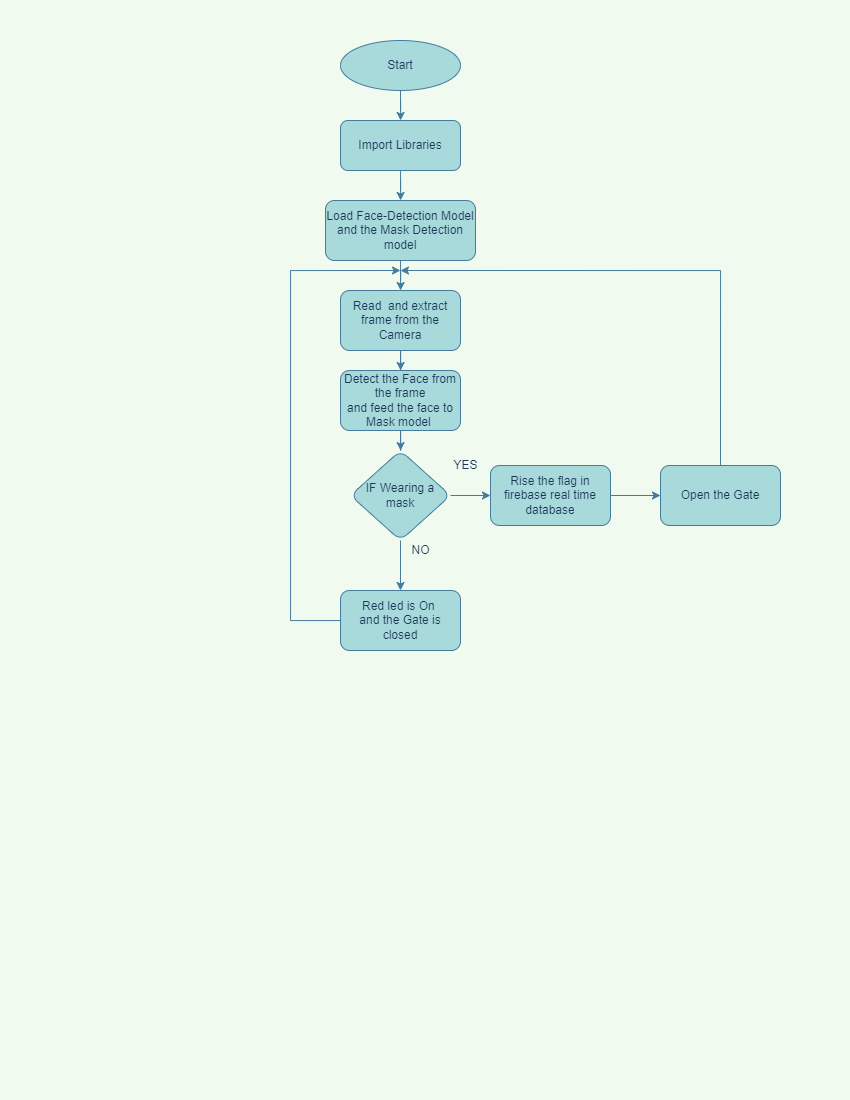 Start
Import Libraries
Load Face-Detection Model
and the Mask Detection
model
Read  and extract
frame from the
Camera
Detect the Face from
the frame
and feed the face to
Mask model
YES
IF Wearing a
mask
Rise the flag in
firebase real time
database
Open the Gate
NO
Red led is On
and the Gate is
closed